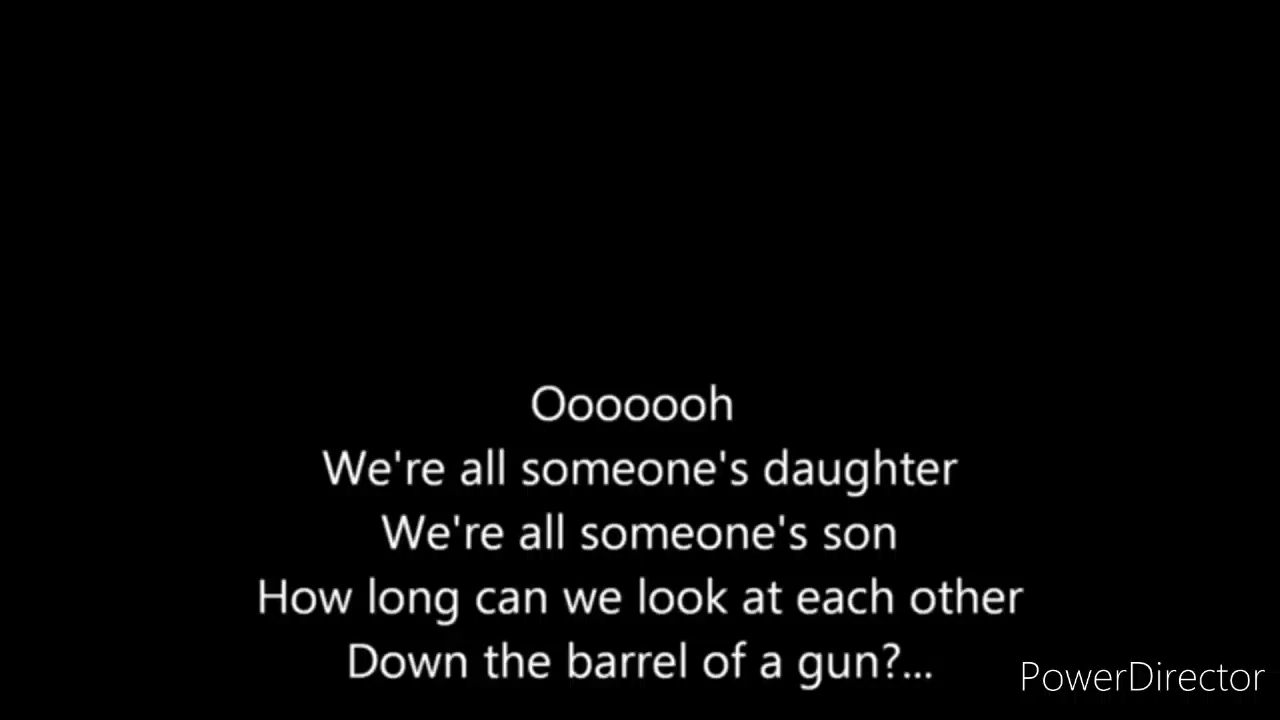 Ooooooh
We're all someone's daughter
We're all someone's son
How long can we look at each other
Down the barrel of a gun?...
PowerDirector